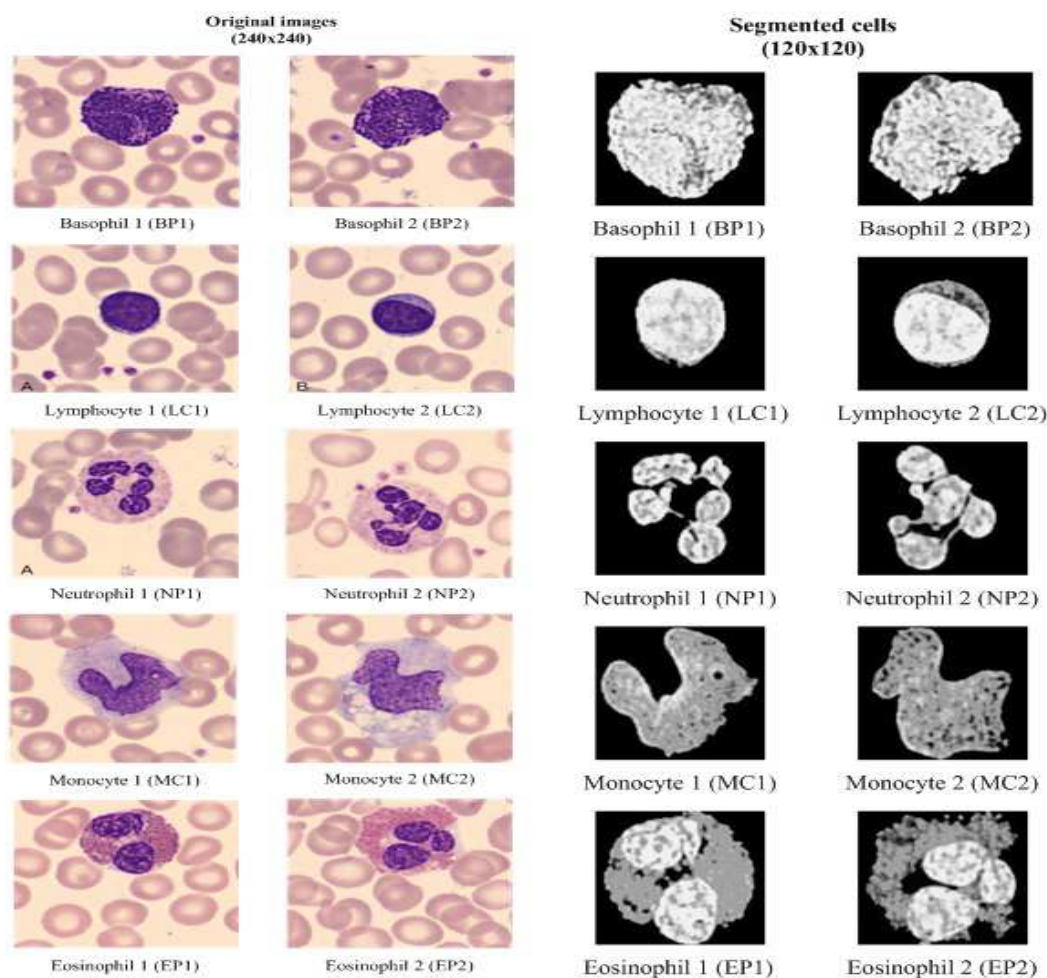 Original images
(240x240)
Segmented cells
(120x120)
Basophil 1 (BP1)
Basophil 2 (BP2)
Basophil 1 (BP1)
Basophil 2 (BP2)
A
B
Lymphocyte 1 (LC1)
Lymphocyte 2 (LC2)
Lymphocyte 1 (LC1)
Lymphocyte 2 (LC2)
A
Neutrophil 1 (NP1)
Neutrophil 2 (NP2)
Neutrophil 1 (NP1)
Neutrophil 2 (NP2)
Monocyte 1 (MC1)
Monocyte 2 (MC2)
Monocyte 1 (MC1)
Monocyte 2 (MC2)
Eosinophil 1 (EP1)
Eosinophil 2 (EP2)
Eosinophil 1 (EP1)
Eosinophil 2 (EP2)